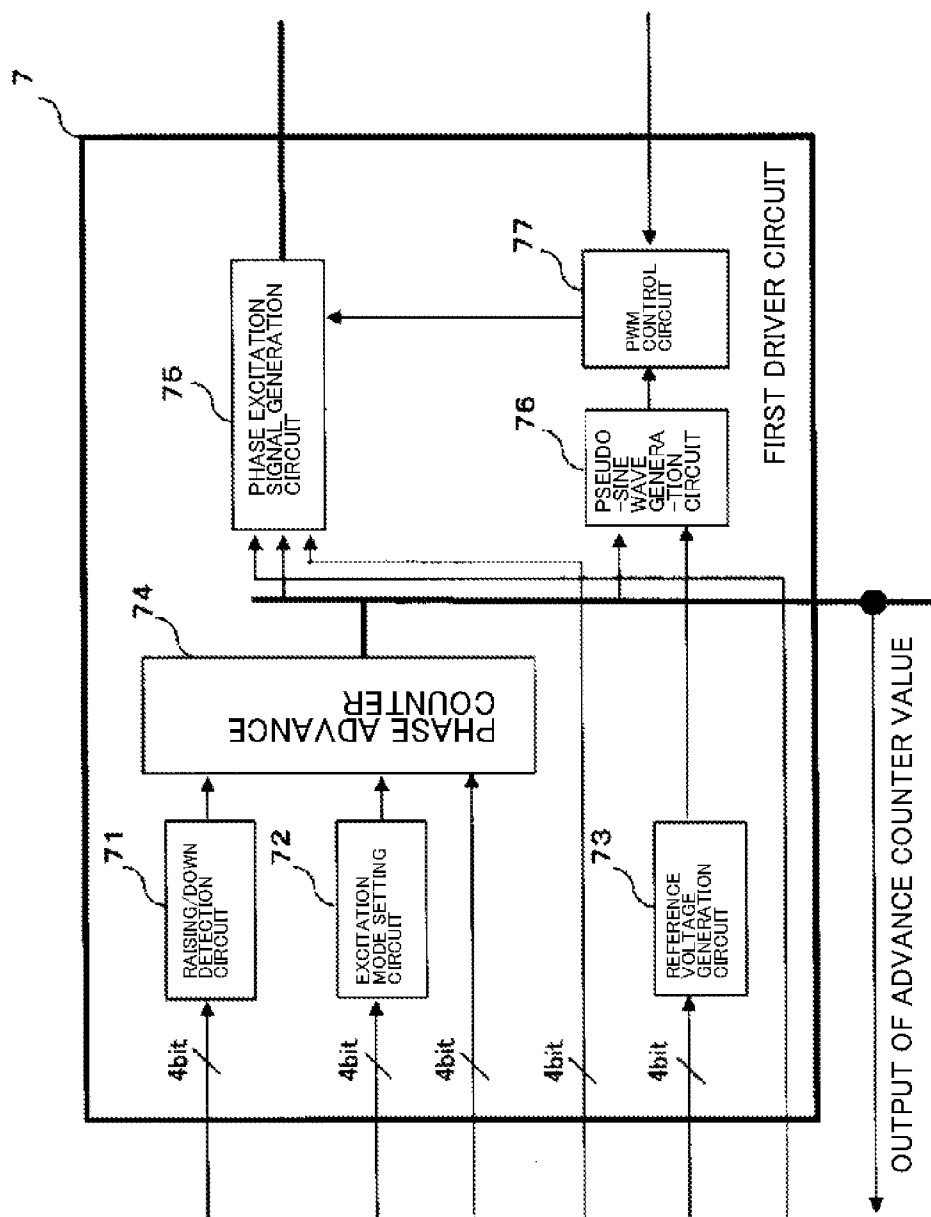 7
71
RAISING/DOWN
DETECTION
CIRCUIT
72
EXCITATION
MODE SETTING
CIRCUIT
73
REFERENCE
VOLTAGE
GENERATION
CIRCUIT
74
PHASE ADVANCE
COUNTER
75
PHASE EXCITATION
SIGNAL GENERATION
CIRCUIT
76
PSEUDO
-SINE
WAVE
GENERA
-TION
CIRCUIT
77
PWM
CONTROL
CIRCUIT
4bit
4bit
4bit
4bit
4bit
FIRST DRIVER CIRCUIT
OUTPUT OF ADVANCE COUNTER VALUE